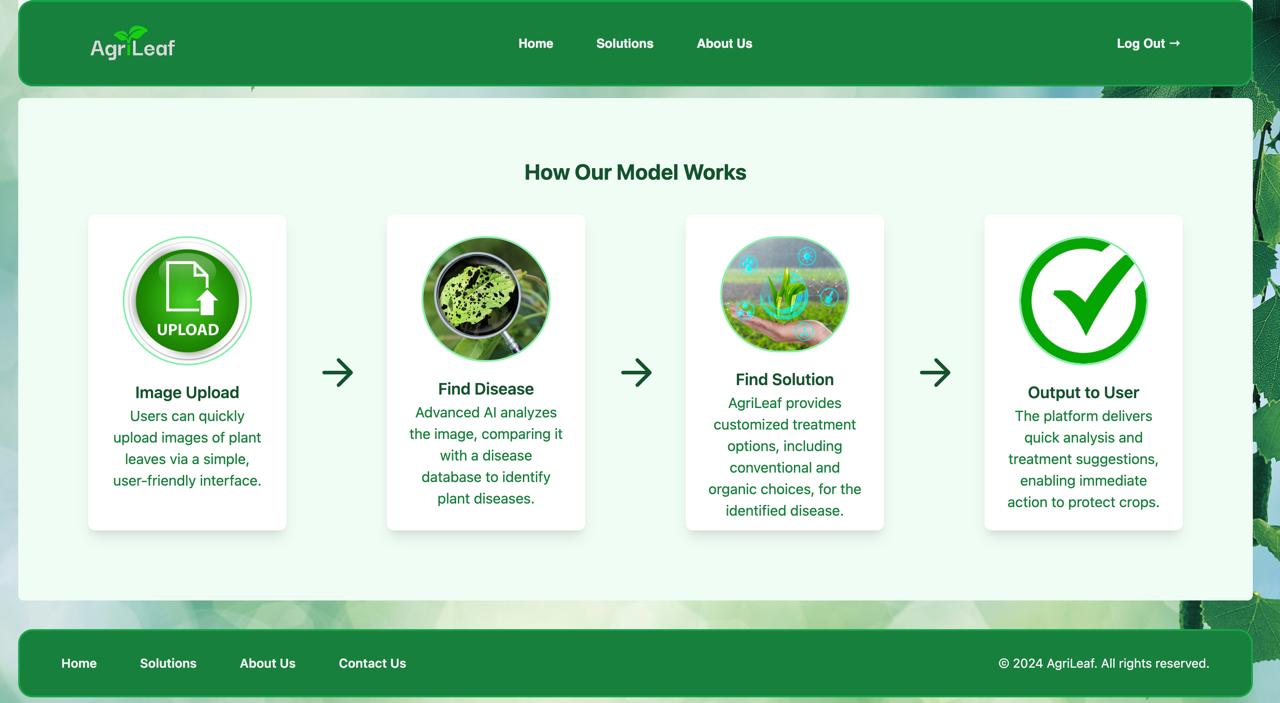 AgriLeaf
Home Solutions About Us
Log Out →
How Our Model Works
UPLOAD
Image Upload
Users can quickly
upload images of plant
leaves via a simple,
user-friendly interface.
Find Disease
Advanced AI analyzes
the image, comparing it
with a disease
database to identify
plant diseases.
Find Solution
AgriLeaf provides
customized treatment
options, including
conventional and
organic choices, for the
identified disease.
Output to User
The platform delivers
quick analysis and
treatment suggestions,
enabling immediate
action to protect crops.
Home Solutions About Us Contact Us
© 2024 AgriLeaf. All rights reserved.